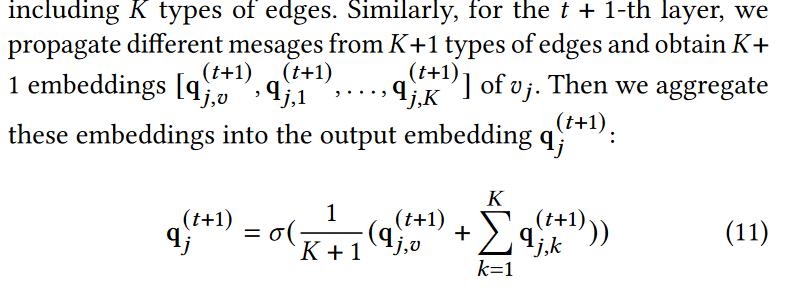 including K types of edges. Similarly, for the t + 1-th layer, we
propagate different mesages from K+1 types of edges and obtain K+
1 embeddings [q_{j,v}^{(t+1)}, q_{j,1}^{(t+1)}, . . . , q_{j,K}^{(t+1)}] of v_j. Then we aggregate
these embeddings into the output embedding q_j^{(t+1)}:
q_j^{(t+1)} = σ(\frac{1}{K + 1}(q_{j,v}^{(t+1)} + \sum_{k=1}^{K} q_{j,k}^{(t+1)})) (11)